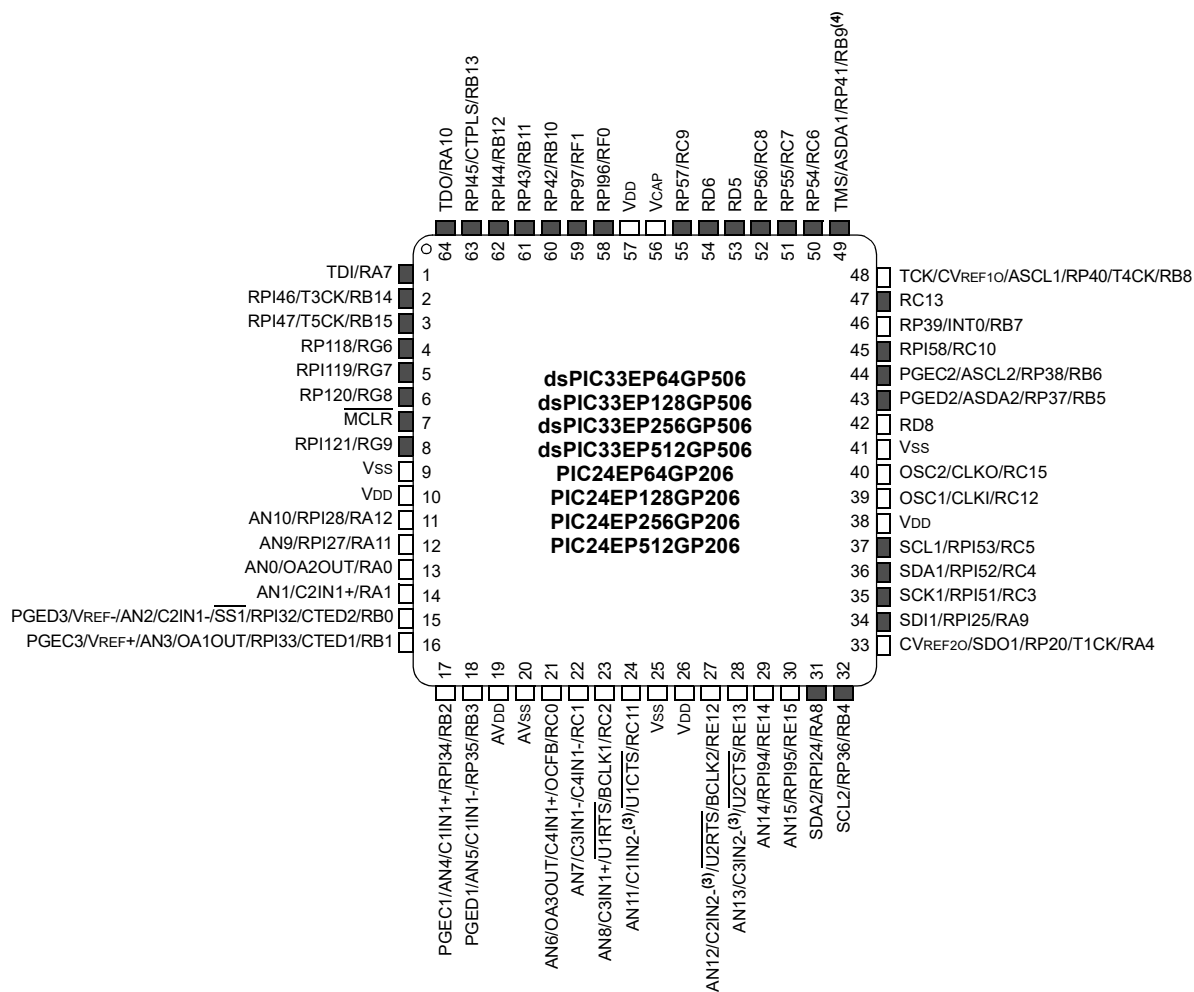 TDO/RA10
RPI45/CTPLS/RB13
RPI44/RB12
RP43/RB11
RP42/RB10
RP97/RF1
RPI96/RF0
VDD
VCAP
RP57/RC9
RD6
RD5
RP56/RC8
RP55/RC7
RP54/RC6
TMS/ASDA1/RP41/RB9(4)
64 63 62 61 60 59 58 57 56 55 54 53 52 51 50 49
TDI/RA7 1
RPI46/T3CK/RB14 2
RPI47/T5CK/RB15 3
RP118/RG6 4
RPI119/RG7 5
RP120/RG8 6
MCLR 7
RPI121/RG9 8
VSS 9
VDD 10
AN10/RPI28/RA12 11
AN9/RPI27/RA11 12
AN0/OA2OUT/RA0 13
AN1/C2IN1+/RA1 14
PGED3/VREF-/AN2/C2IN1-/SS1/RPI32/CTED2/RB0 15
PGEC3/VREF+/AN3/OA1OUT/RPI33/CTED1/RB1 16
dsPIC33EP64GP506
dsPIC33EP128GP506
dsPIC33EP256GP506
dsPIC33EP512GP506
PIC24EP64GP206
PIC24EP128GP206
PIC24EP256GP206
PIC24EP512GP206
48 TCK/CVREF1O/ASCL1/RP40/T4CK/RB8
47 RC13
46 RP39/INT0/RB7
45 RPI58/RC10
44 PGEC2/ASCL2/RP38/RB6
43 PGED2/ASDA2/RP37/RB5
42 RD8
41 VSS
40 OSC2/CLKO/RC15
39 OSC1/CLKI/RC12
38 VDD
37 SCL1/RPI53/RC5
36 SDA1/RPI52/RC4
35 SCK1/RPI51/RC3
34 SDI1/RPI25/RA9
33 CVREF2O/SDO1/RP20/T1CK/RA4
17 18 19 20 21 22 23 24 25 26 27 28 29 30 31 32
PGEC1/AN4/C1IN1+/RPI34/RB2
PGED1/AN5/C1IN1-/RP35/RB3
AVDD
AVSS
AN6/OA3OUT/C4IN1+/OCFB/RC0
AN7/C3IN1-/C4IN1-/RC1
AN8/C3IN1+/U1RTS/BCLK1/RC2
AN11/C1IN2-(3)/U1CTS/RC11
VSS
VDD
AN12/C2IN2-(3)/U2RTS/BCLK2/RE12
AN13/C3IN2-(3)/U2CTS/RE13
AN14/RPI94/RE14
AN15/RPI95/RE15
SDA2/RPI24/RA8
SCL2/RP36/RB4